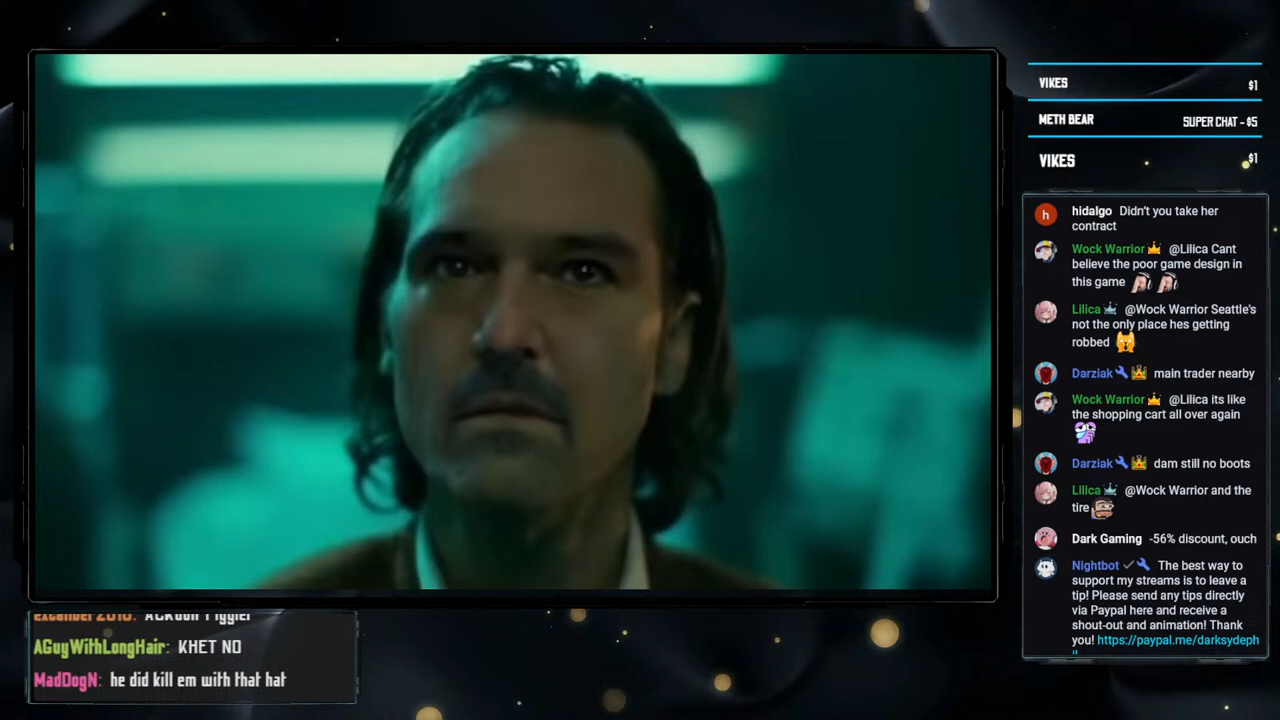 VIKES $1
METH BEAR SUPER CHAT - $5
VIKES $1
h hidalgo Didn't you take her
contract
Wock Warrior @Lilica Cant
believe the poor game design in
this game
Lilica @Wock Warrior Seattle's
not the only place hes getting
robbed
Darziak main trader nearby
Wock Warrior @Lilica its like
the shopping cart all over again
Darziak dam still no boots
Lilica @Wock Warrior and the
tire
Dark Gaming -56% discount, ouch
Nightbot The best way to
support my streams is to leave a
tip! Please send any tips directly
via Paypal here and receive a
shout-out and animation! Thank
you! https://paypal.me/darksydeph
AGuyWithLongHair: KHET NO
MadDogN: he did kill em with that hat